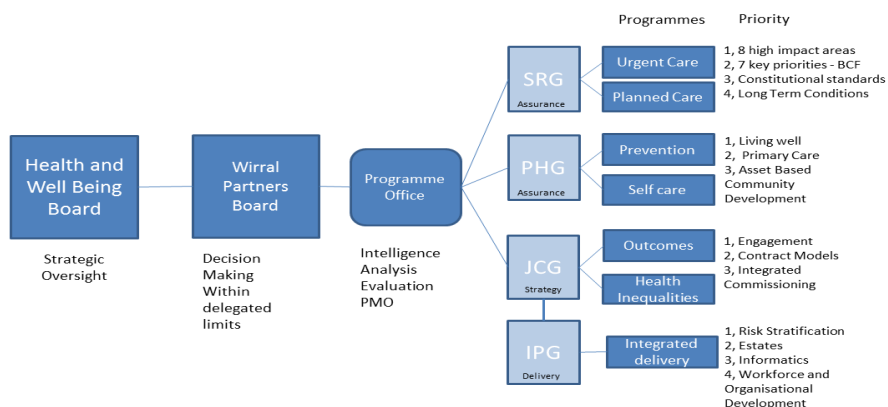 Programmes
Priority
SRG
Assurance
Urgent Care
Planned Care
1, 8 high impact areas
2, 7 key priorities - BCF
3, Constitutional standards
4, Long Term Conditions
Health and
Well Being
Board
Strategic
Oversight
Wirral
Partners
Board
Decision
Making
Within
delegated
limits
Programme
Office
Intelligence
Analysis
Evaluation
PMO
PHG
Assurance
Prevention
Self care
1, Living well
2, Primary Care
3, Asset Based
Community
Development
JCG
Strategy
Outcomes
Health
Inequalities
1, Engagement
2, Contract Models
3, Integrated
Commissioning
IPG
Delivery
Integrated
delivery
1, Risk Stratification
2, Estates
3, Informatics
4, Workforce and
Organisational
Development